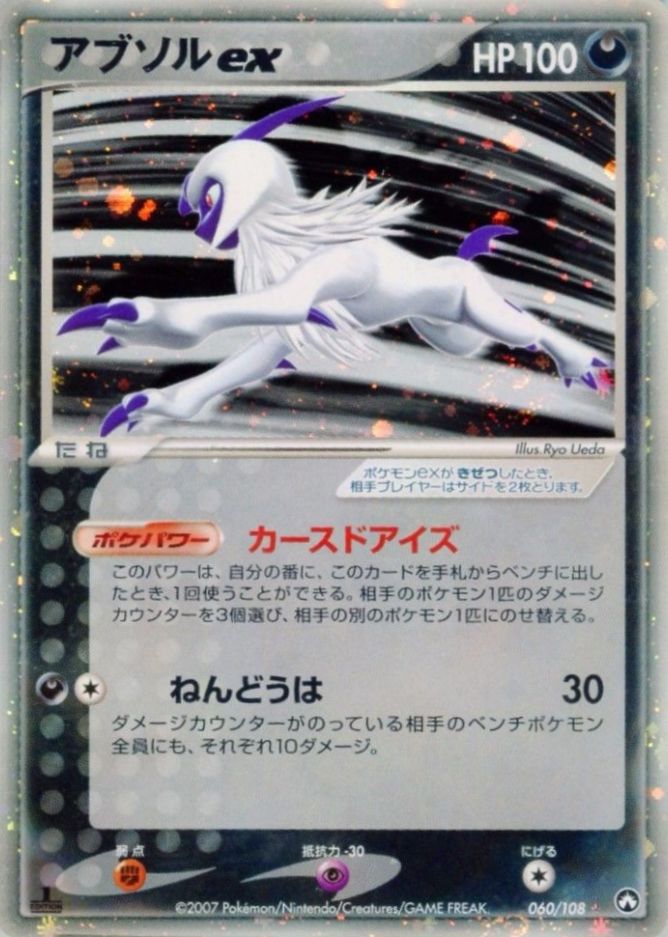 アブソルex HP100
たね
Illus.Ryo Ueda
ポケモンexが きぜつしたとき、
相手プレイヤーはサイドを2枚とります。
ポケパワー カースドアイズ
このパワーは、自分の番に、このカードを手札からベンチに出し
たとき、1回使うことができる。相手のポケモン1匹のダメージ
カウンターを3個選び、相手の別のポケモン1匹にのせ替える。
ねんどうは 30
ダメージカウンターがのっている相手のベンチポケモン
全員にも、それぞれ10ダメージ。
弱点 抵抗力 -30 にげる
1
EDITION
©2007 Pokémon/Nintendo/Creatures/GAME FREAK. 060/108